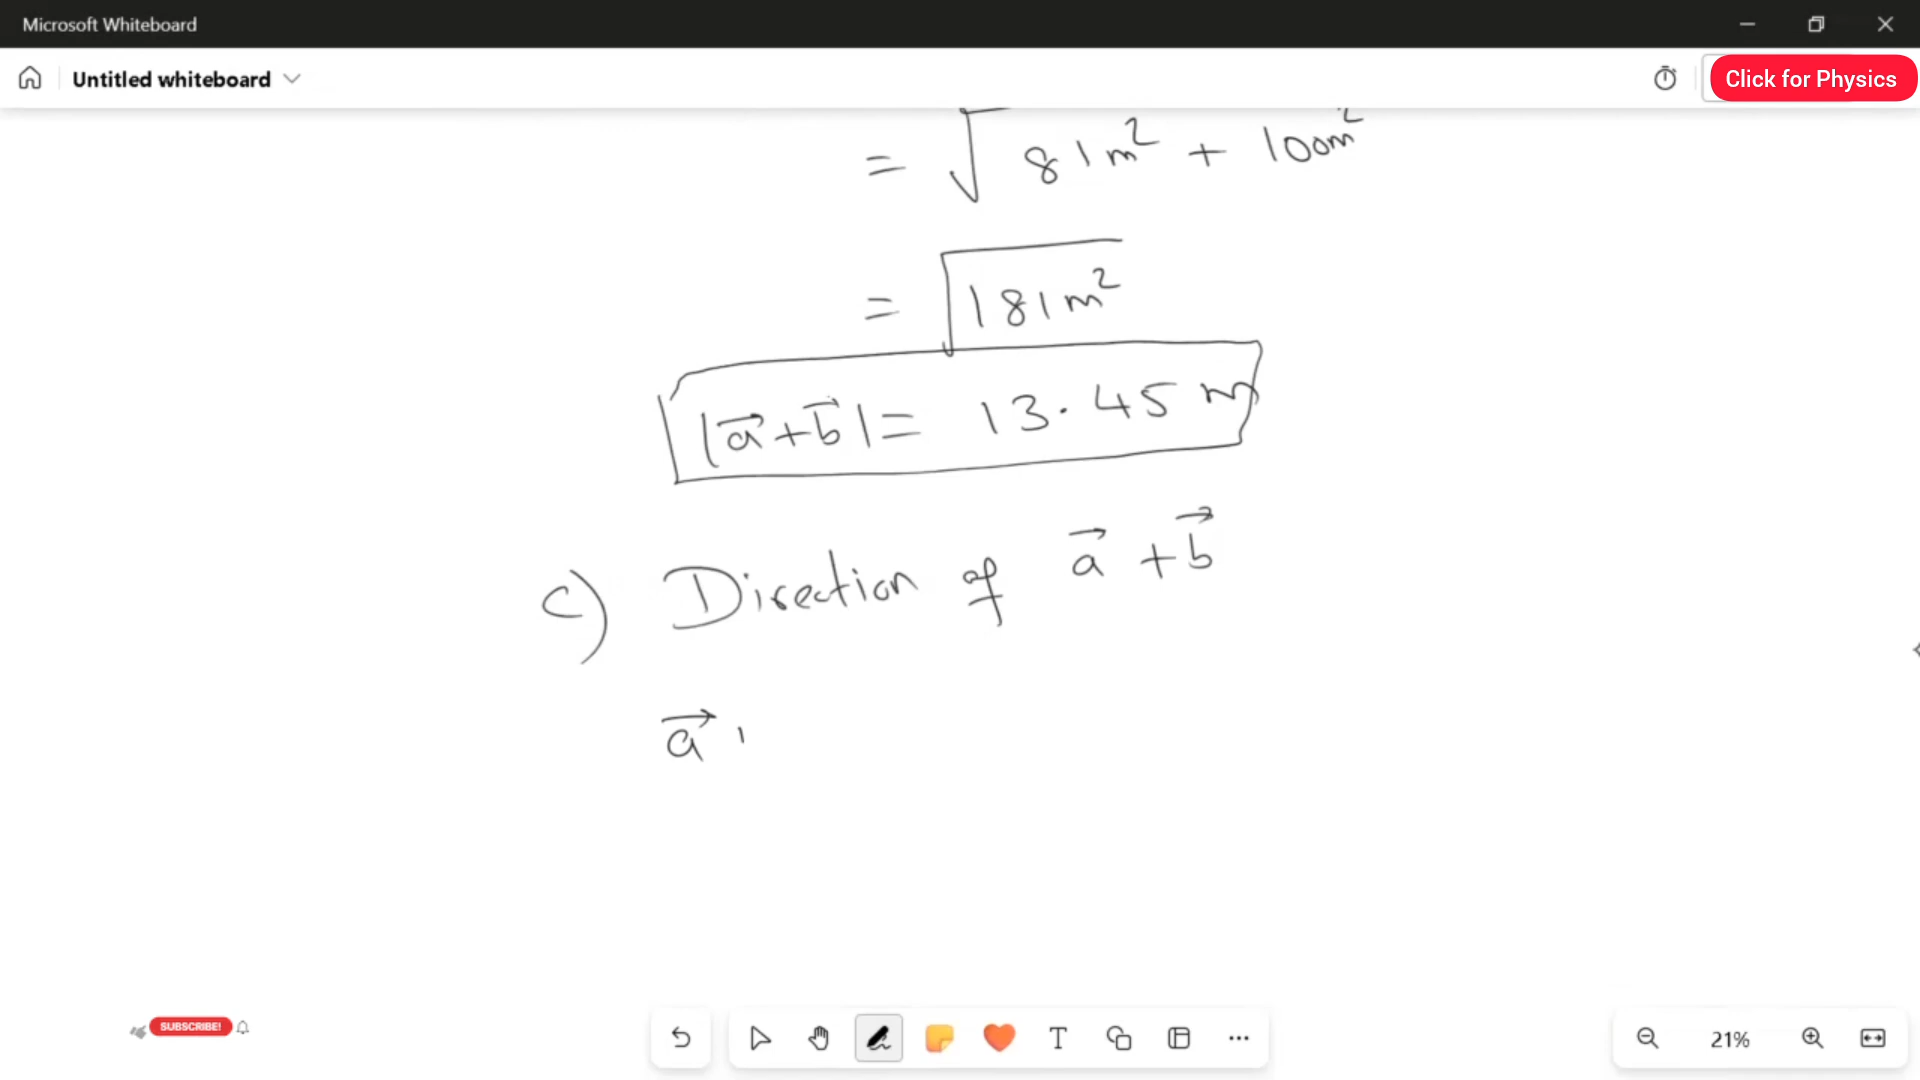 Microsoft Whiteboard
Untitled whiteboard
Click for Physics
= √81m² + 100m²
= √181m²
|a⃗+b⃗| = 13.45 m
c) Direction of a⃗ + b⃗
a⃗
SUBSCRIBE!
T
21%